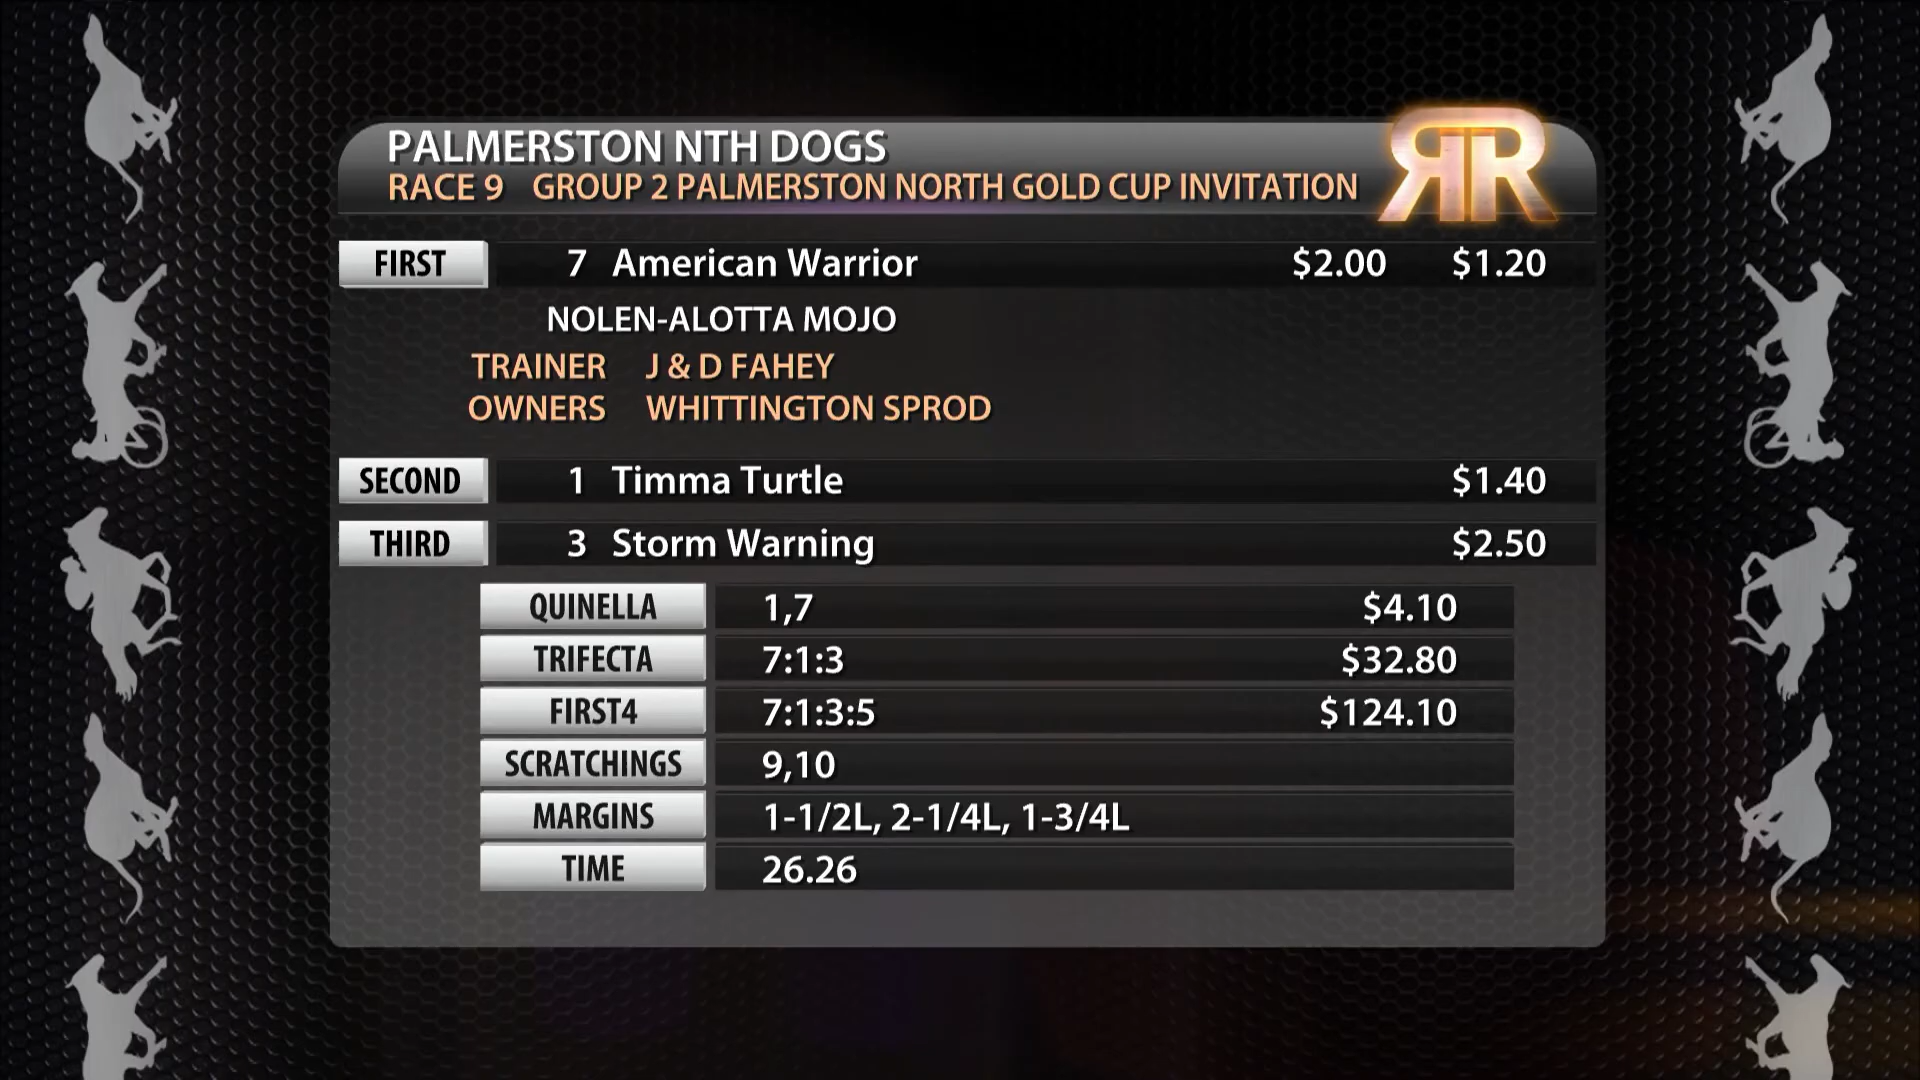 PALMERSTON NTH DOGS
RACE 9 GROUP 2 PALMERSTON NORTH GOLD CUP INVITATION
RR
FIRST 7 American Warrior $2.00 $1.20
NOLEN-ALOTTA MOJO
TRAINER J & D FAHEY
OWNERS WHITTINGTON SPROD
SECOND 1 Timma Turtle $1.40
THIRD 3 Storm Warning $2.50
QUINELLA 1,7 $4.10
TRIFECTA 7:1:3 $32.80
FIRST4 7:1:3:5 $124.10
SCRATCHINGS 9,10
MARGINS 1-1/2L, 2-1/4L, 1-3/4L
TIME 26.26